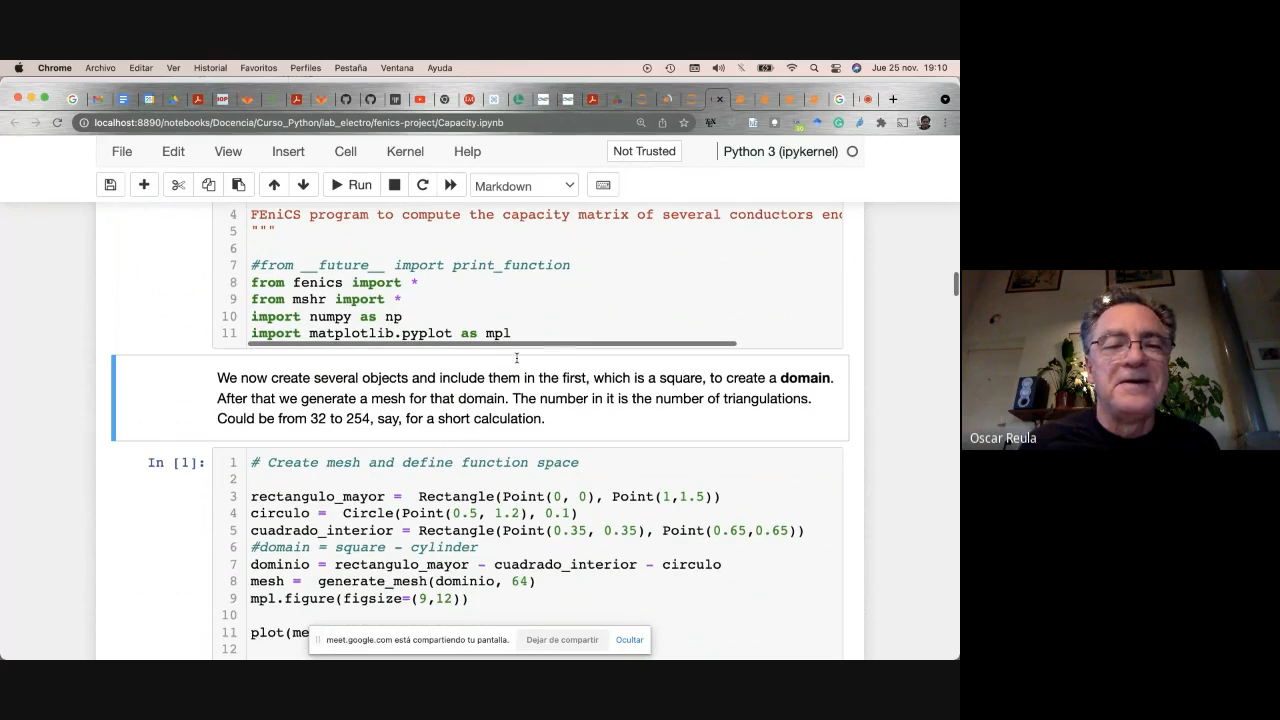 Chrome Archivo Editar Ver Historial Favoritos Perfiles Pestaña Ventana Ayuda Jue 25 nov. 19:10
localhost:8890/notebooks/Docencia/Curso_Python/lab_electro/fenics-project/Capacity.ipynb
File Edit View Insert Cell Kernel Help Not Trusted Python 3 (ipykernel)
Run Markdown
4 FEniCS program to compute the capacity matrix of several conductors en
5 """
6
7 #from __future__ import print_function
8 from fenics import *
9 from mshr import *
10 import numpy as np
11 import matplotlib.pyplot as mpl
We now create several objects and include them in the first, which is a square, to create a domain.
After that we generate a mesh for that domain. The number in it is the number of triangulations.
Could be from 32 to 254, say, for a short calculation.
In [1]: 1 # Create mesh and define function space
2
3 rectangulo_mayor = Rectangle(Point(0, 0), Point(1,1.5))
4 circulo = Circle(Point(0.5, 1.2), 0.1)
5 cuadrado_interior = Rectangle(Point(0.35, 0.35), Point(0.65,0.65))
6 #domain = square - cylinder
7 dominio = rectangulo_mayor - cuadrado_interior - circulo
8 mesh = generate_mesh(dominio, 64)
9 mpl.figure(figsize=(9,12))
10
11 plot(me
12
meet.google.com está compartiendo tu pantalla. Dejar de compartir Ocultar
Oscar Reula